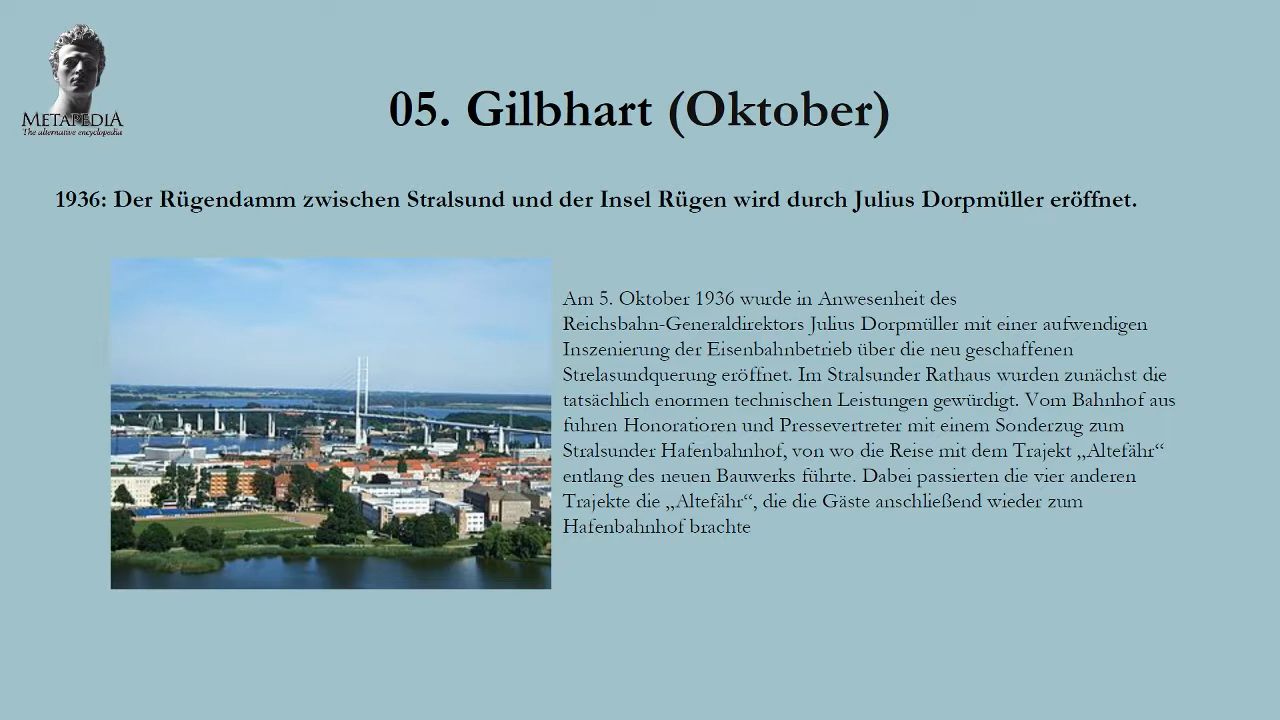 METAPEDIA
The alternative encyclopedia
05. Gilbhart (Oktober)
1936: Der Rügendamm zwischen Stralsund und der Insel Rügen wird durch Julius Dorpmüller eröffnet.
Am 5. Oktober 1936 wurde in Anwesenheit des
Reichsbahn-Generaldirektors Julius Dorpmüller mit einer aufwendigen
Inszenierung der Eisenbahnbetrieb über die neu geschaffenen
Strelasundquerung eröffnet. Im Stralsunder Rathaus wurden zunächst die
tatsächlich enormen technischen Leistungen gewürdigt. Vom Bahnhof aus
fuhren Honoratioren und Pressevertreter mit einem Sonderzug zum
Stralsunder Hafenbahnhof, von wo die Reise mit dem Trajekt „Altefähr“
entlang des neuen Bauwerks führte. Dabei passierten die vier anderen
Trajekte die „Altefähr“, die die Gäste anschließend wieder zum
Hafenbahnhof brachte